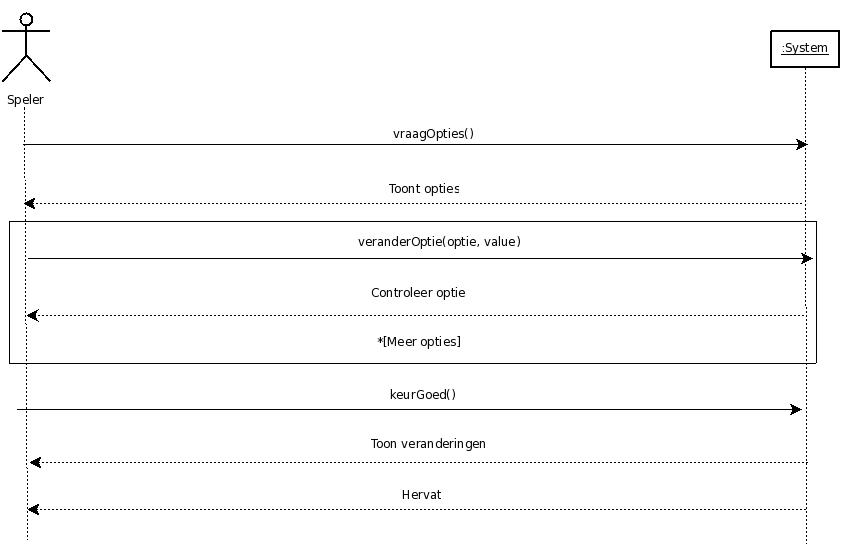 :System
Speler
vraagOpties()
Toont opties
veranderOptie(optie, value)
Controleer optie
*[Meer opties]
keurGoed()
Toon veranderingen
Hervat